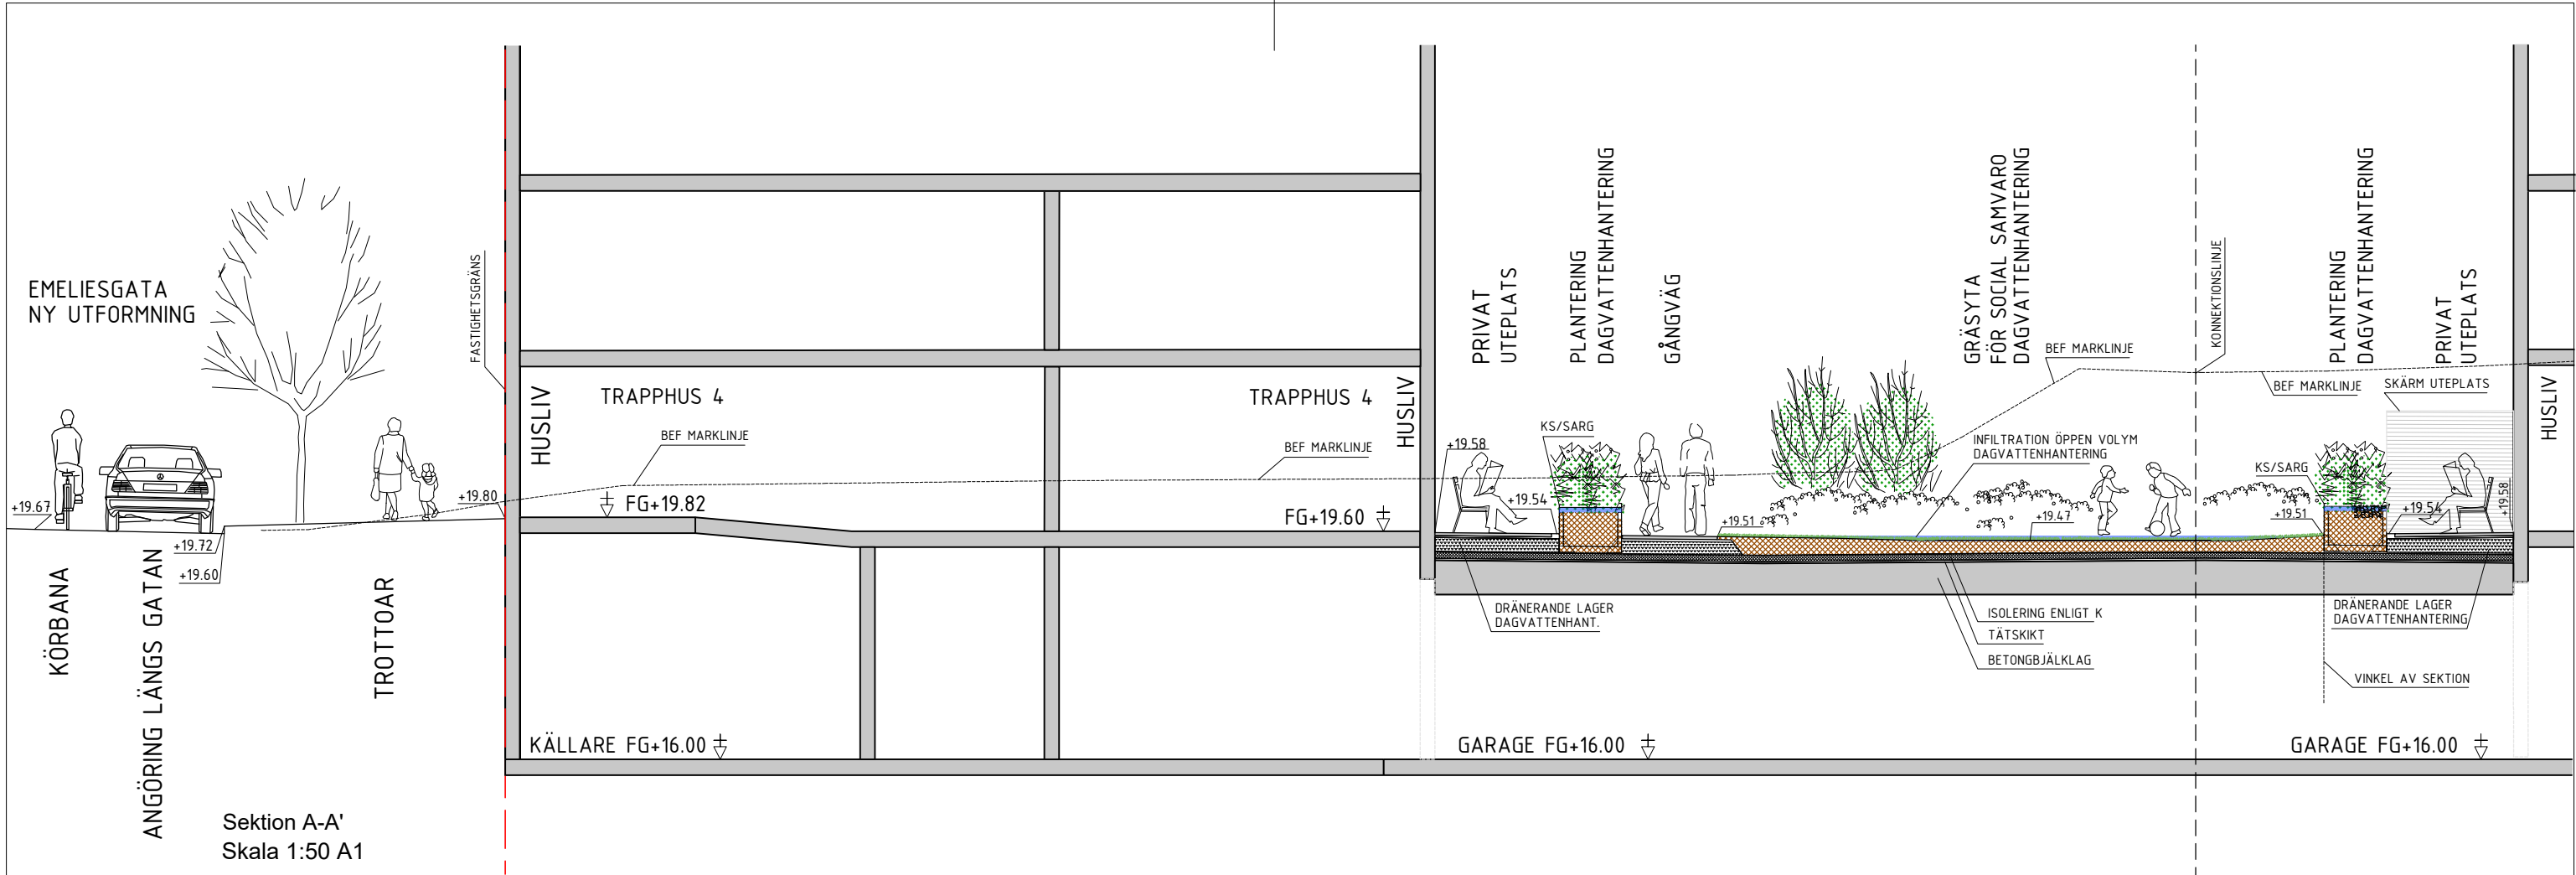 EMELIESGATA
NY UTFORMNING
+19.67
+19.72
+19.60
+19.80
KÖRBANA
ANGÖRING LÄNGS GATAN
TROTTOAR
FASTIGHETSGRÄNS
HUSLIV
TRAPPHUS 4
BEF MARKLINJE
FG+19.82
TRAPPHUS 4
BEF MARKLINJE
FG+19.60
HUSLIV
KÄLLARE FG+16.00
PRIVAT
UTEPLATS
PLANTERING
DAGVATTENHANTERING
GÅNGVÄG
GRÄSYTA
FÖR SOCIAL SAMVARO
DAGVATTENHANTERING
KONNEKTIONSLINJE
PLANTERING
DAGVATTENHANTERING
PRIVAT
UTEPLATS
BEF MARKLINJE
BEF MARKLINJE
SKÄRM UTEPLATS
HUSLIV
+19.58
KS/SARG
+19.54
+19.51
INFILTRATION ÖPPEN VOLYM
DAGVATTENHANTERING
+19.47
KS/SARG
+19.51
+19.54
+19.58
DRÄNERANDE LAGER
DAGVATTENHANT.
ISOLERING ENLIGT K
TÄTSKIKT
BETONGBJÄLKLAG
DRÄNERANDE LAGER
DAGVATTENHANTERING
VINKEL AV SEKTION
GARAGE FG+16.00
GARAGE FG+16.00
Sektion A-A'
Skala 1:50 A1